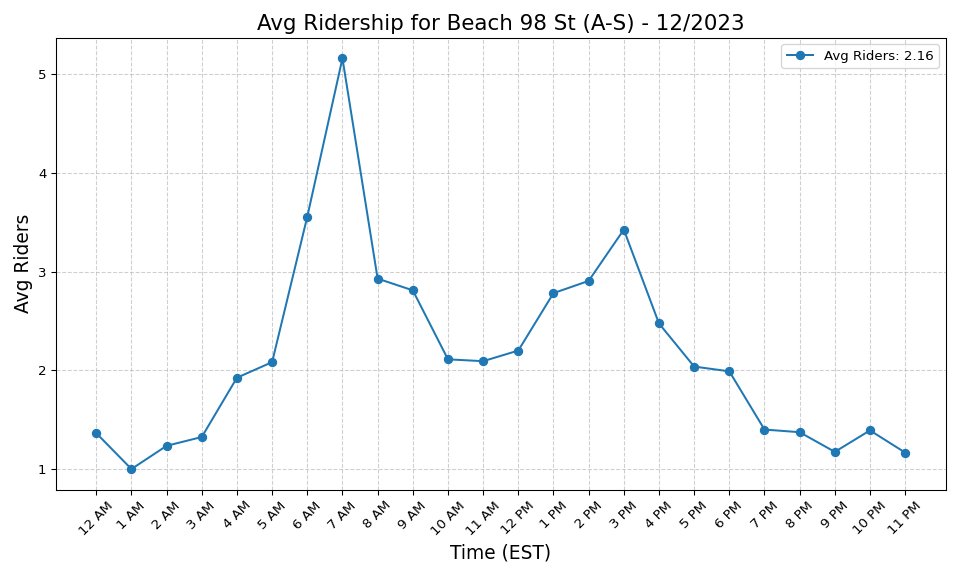 Avg Ridership for Beach 98 St (A-S) - 12/2023
Avg Riders: 2.16
Avg Riders
5
4
3
2
1
12 AM
1 AM
2 AM
3 AM
4 AM
5 AM
6 AM
7 AM
8 AM
9 AM
10 AM
11 AM
12 PM
1 PM
2 PM
3 PM
4 PM
5 PM
6 PM
7 PM
8 PM
9 PM
10 PM
11 PM
Time (EST)